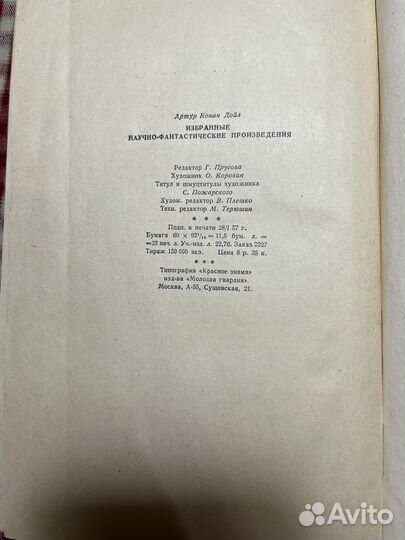 Артур Конан Дойл
ИЗБРАННЫЕ
НАУЧНО-ФАНТАСТИЧЕСКИЕ ПРОИЗВЕДЕНИЯ
Редактор Г. Прусова
Художник О. Коровин
Титул и шмуцтитулы художника
С. Пожарского
Худож. редактор В. Плешко
Техн. редактор М. Терюшин
* * *
Подп. к печати 28/I 57 г.
Бумага 60 × 92¹/₁₆ = 11,5 бум. л. =
=23 печ. л. Уч.-изд. л. 22,76. Заказ 2227
Тираж 150 000 экз. Цена 8 р. 35 к.
* * *
Типография «Красное знамя»
изд-ва «Молодая гвардия».
Москва, А-55, Сущевская, 21.
Avito